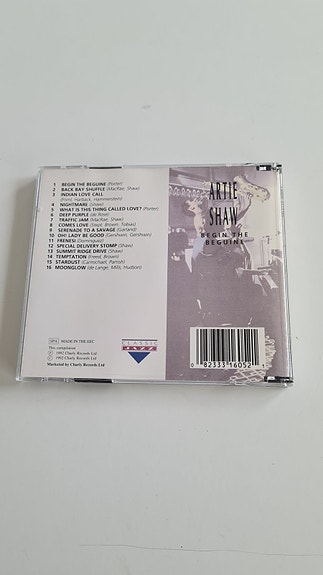 1 BEGIN THE BEGUINE (Porter)
2 BACK BAY SHUFFLE (MacRae, Shaw)
3 INDIAN LOVE CALL
(Friml, Harback, Hammerstein)
4 NIGHTMARE (Shaw)
5 WHAT IS THIS THING CALLED LOVE? (Porter)
6 DEEP PURPLE (de Rose)
7 TRAFFIC JAM (MacRae, Shaw)
8 COMES LOVE (Stept, Brown, Tobias)
9 SERENADE TO A SAVAGE (Garland)
10 OH! LADY BE GOOD (Gershwin, Gershwin)
11 FRENESI (Dominguez)
12 SPECIAL DELIVERY STOMP (Shaw)
13 SUMMIT RIDGE DRIVE (Shaw)
14 TEMPTATION (Freed, Brown)
15 STARDUST (Carmichael, Parish)
16 MOONGLOW (de Lange, Mills, Hudson)
ARTIE
SHAW
BEGIN THE
BEGUINE
MADE IN THE EEC
This compilation
℗ 1992 Charly Records Ltd
© 1992 Charly Records Ltd
Marketed by Charly Records Ltd
CLASSIC
JAZZ
0 82333 16052